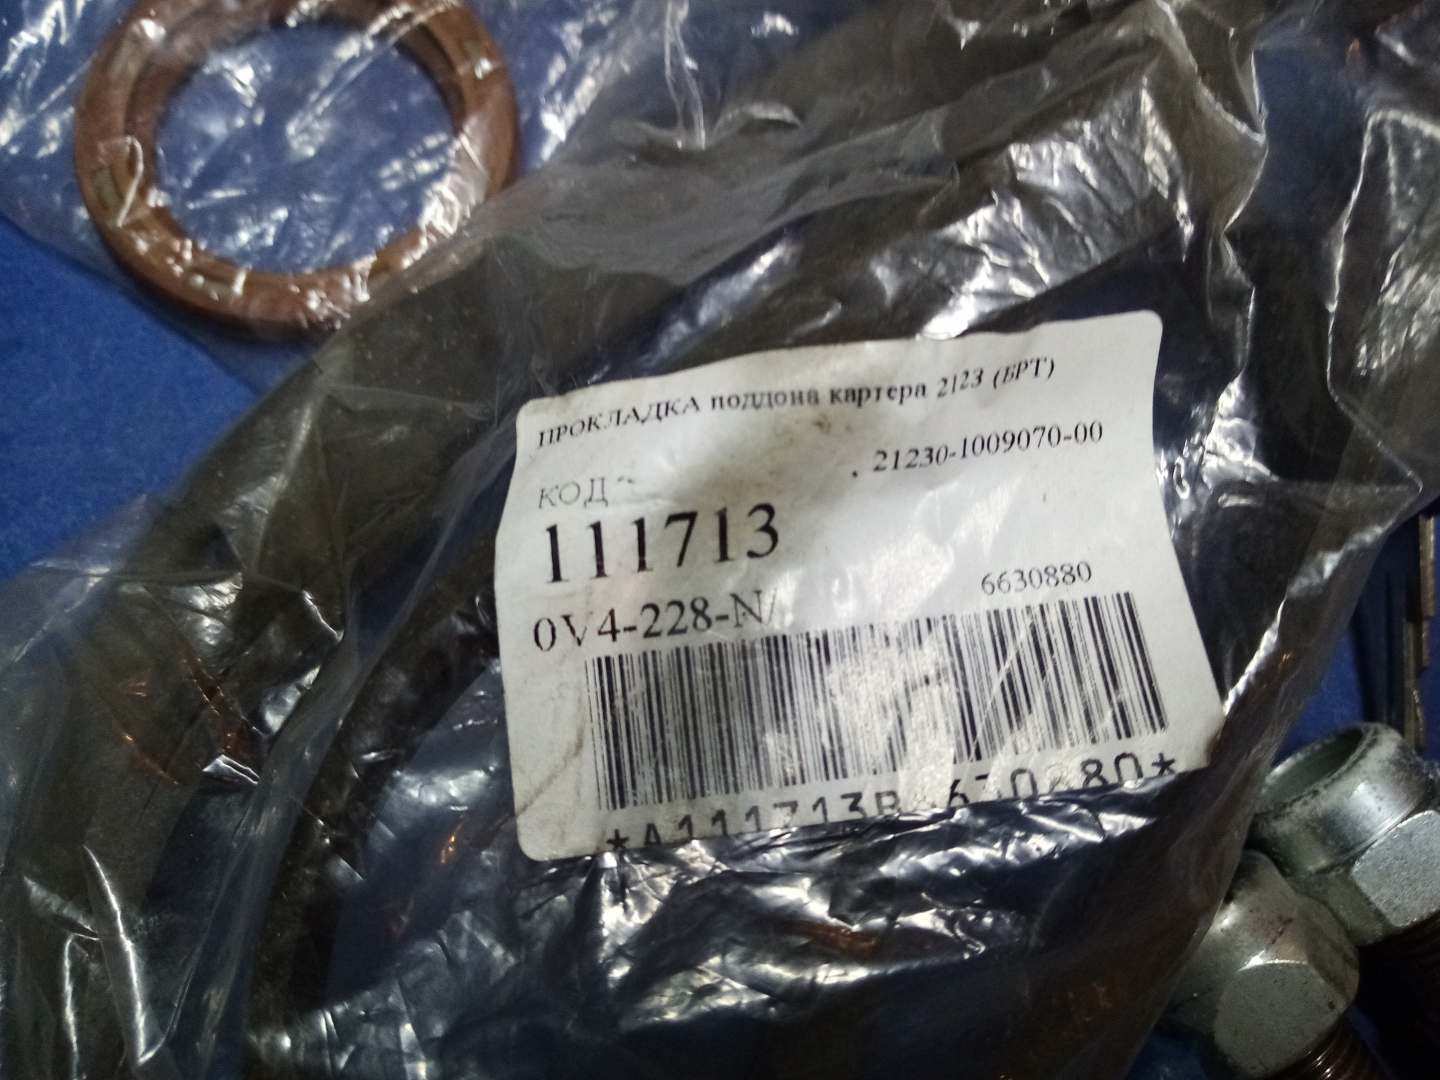 ПРОКЛАДКА поддона картера 2123 (БРТ)
21230-1009070-00
КОД
111713
6630880
0V4-228-N/